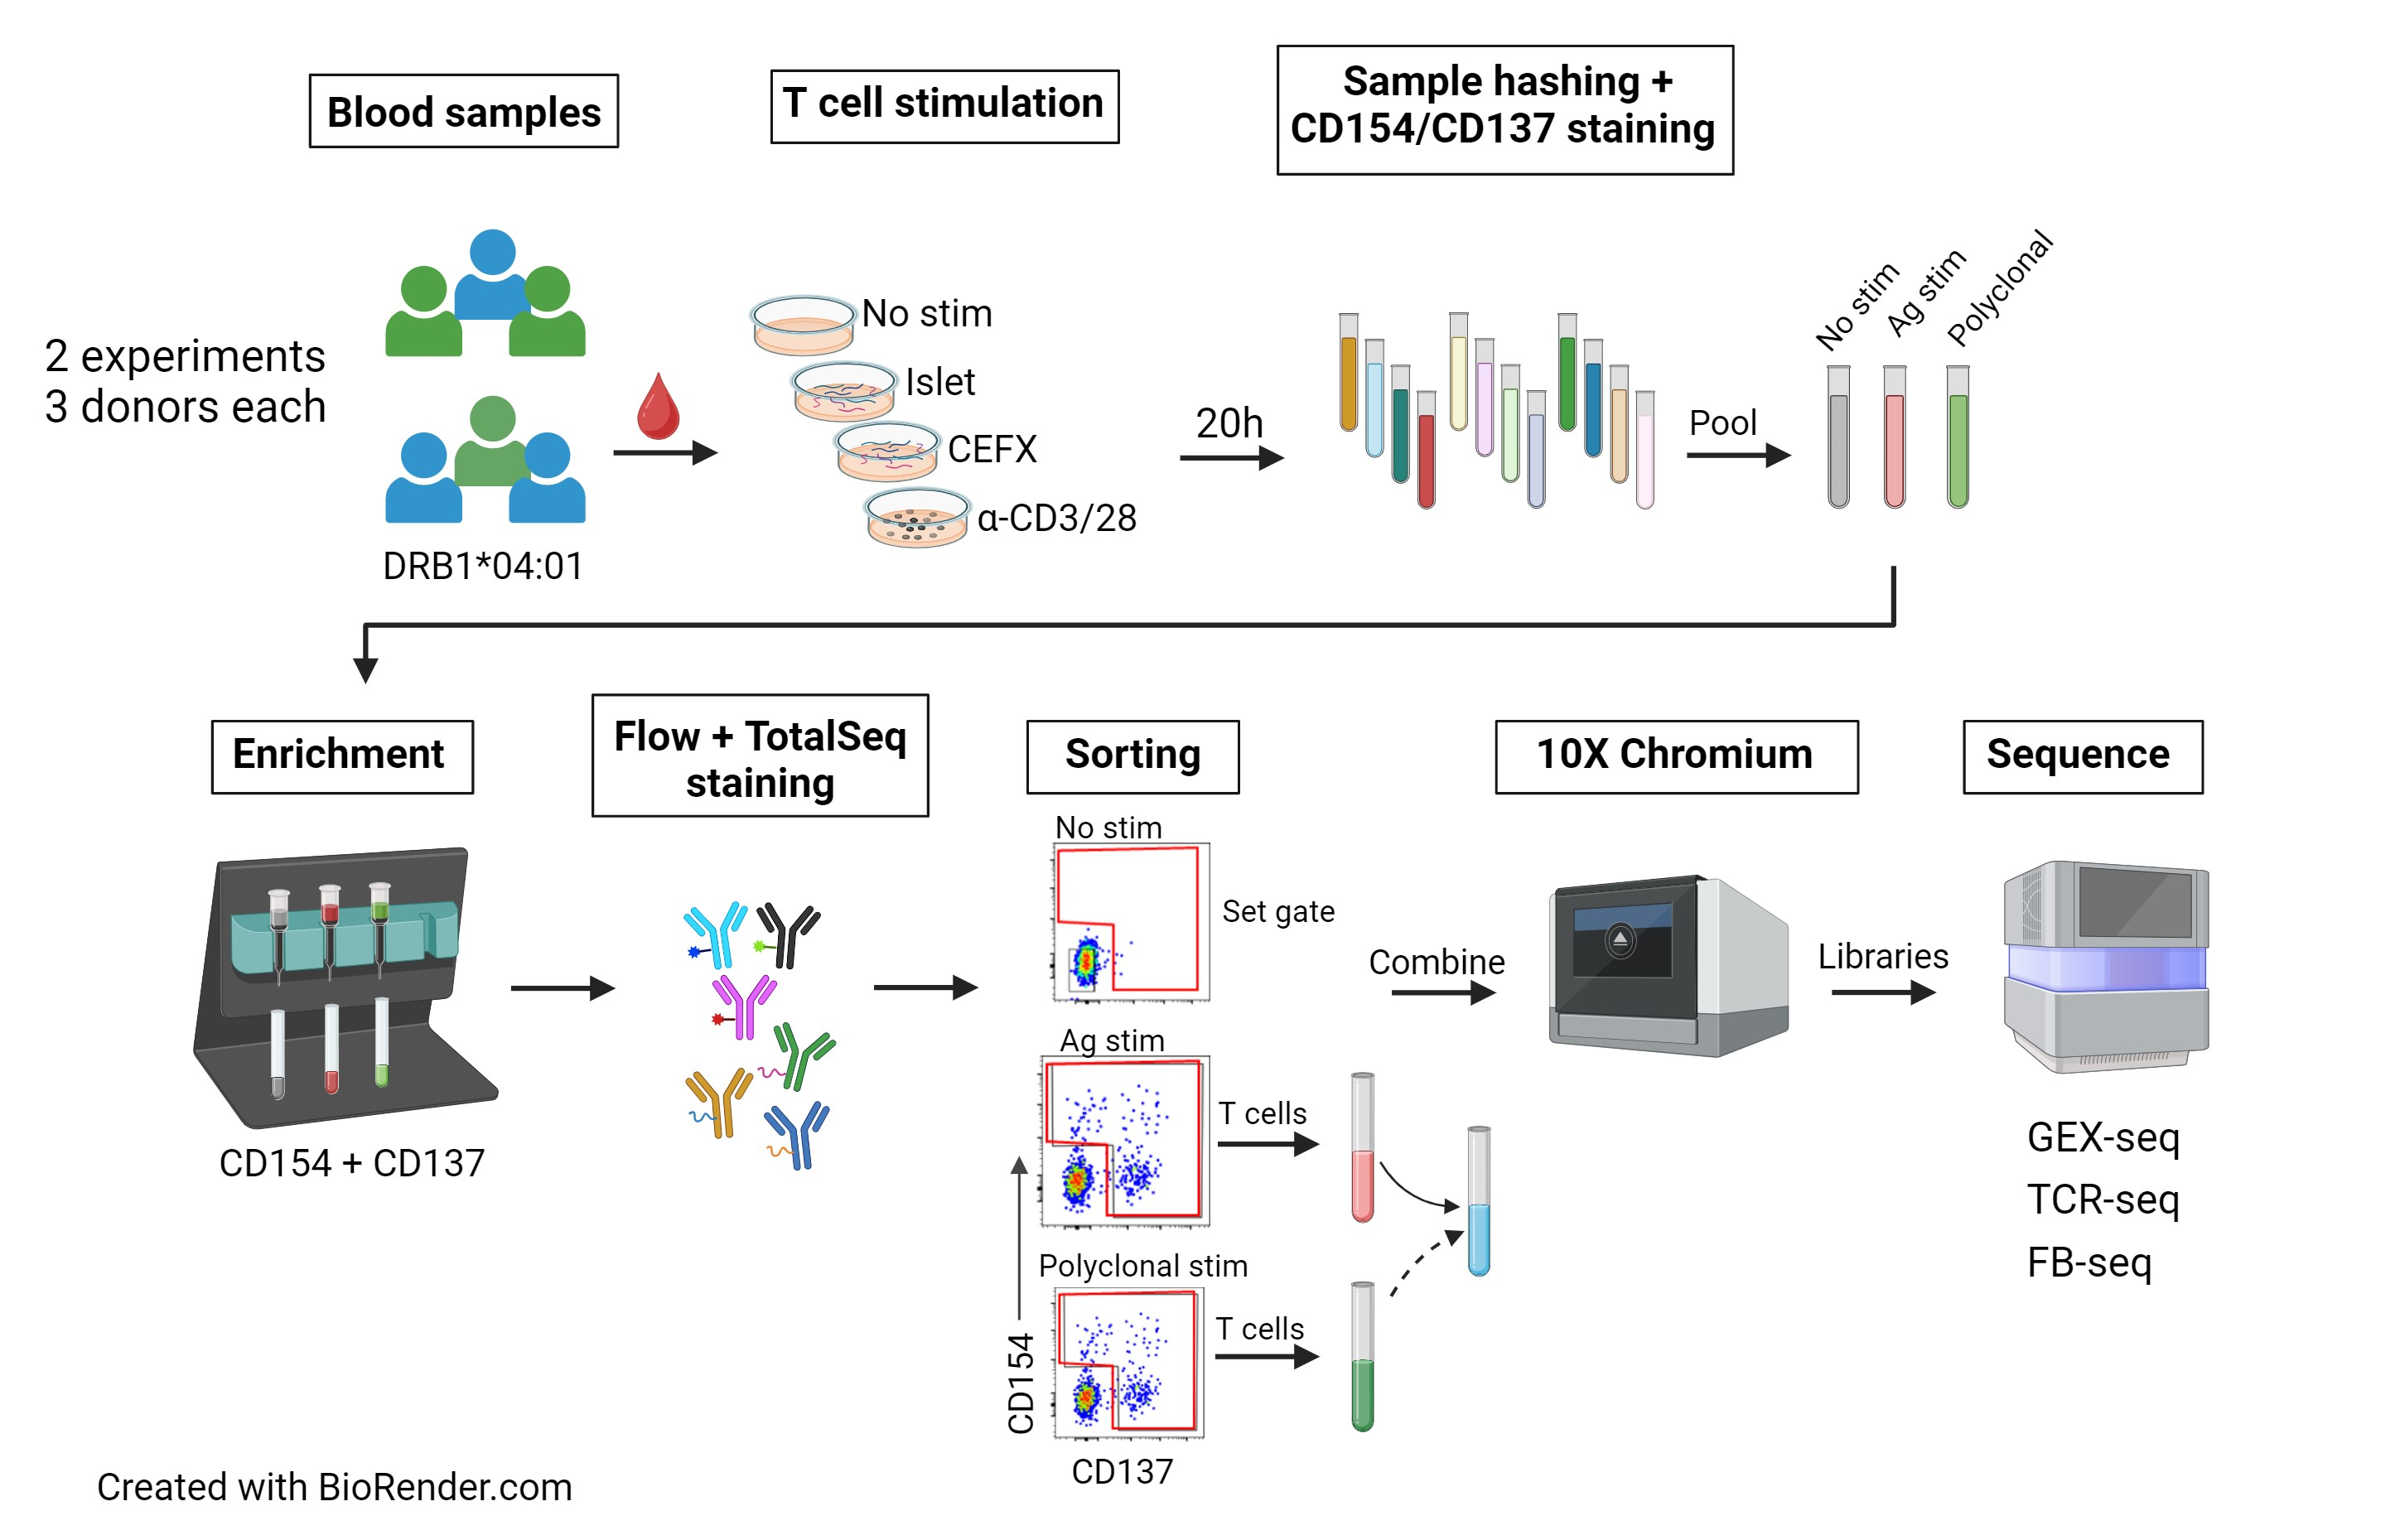 Blood samples
T cell stimulation
Sample hashing +
CD154/CD137 staining
2 experiments
3 donors each
DRB1*04:01
No stim
Islet
CEFX
α-CD3/28
20h
Pool
No stim
Ag stim
Polyclonal
Enrichment
Flow + TotalSeq
staining
Sorting
10X Chromium
Sequence
CD154 + CD137
No stim
Set gate
Ag stim
T cells
Polyclonal stim
T cells
CD154
CD137
Combine
Libraries
GEX-seq
TCR-seq
FB-seq
Created with BioRender.com